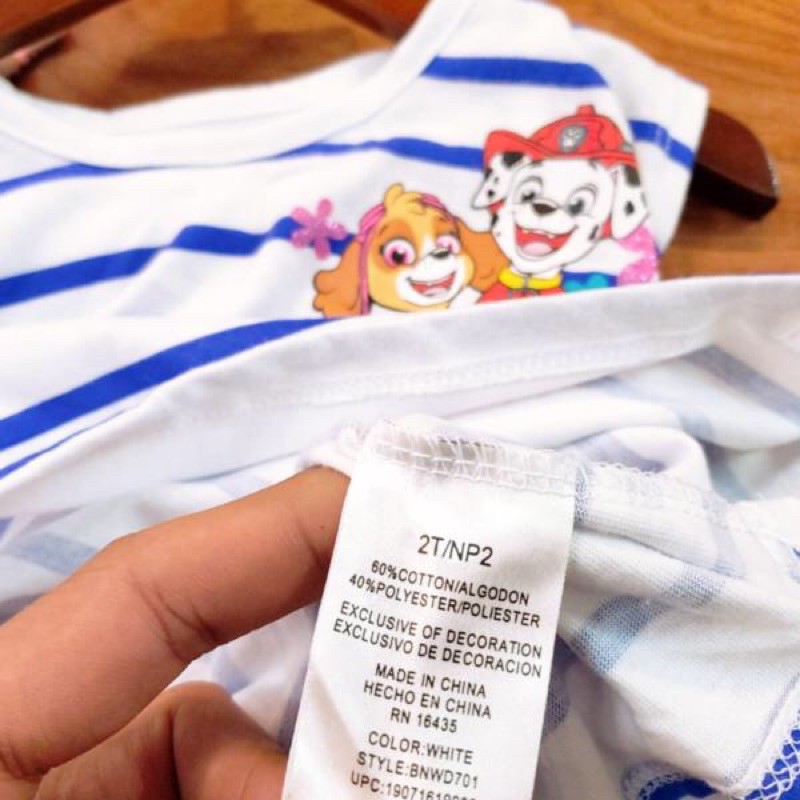 2T/NP2
60%COTTON/ALGODON
40%POLYESTER/POLIESTER
EXCLUSIVE OF DECORATION
EXCLUSIVO DE DECORACION
MADE IN CHINA
HECHO EN CHINA
RN 16435
COLOR:WHITE
STYLE:BNWD701